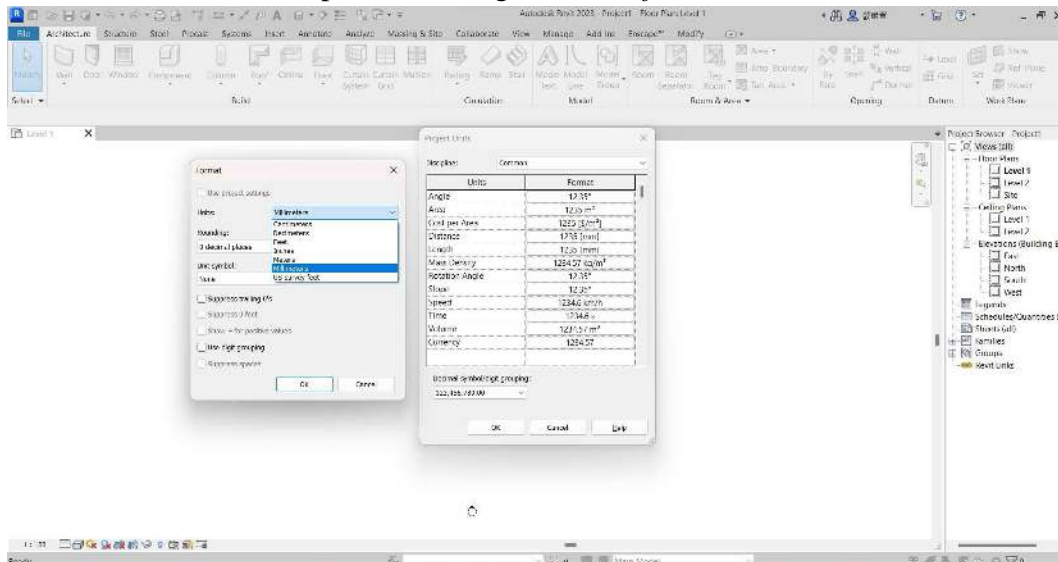 Autodesk Revit 2023 - Project1 - Floor Plan: Level 1
File Architecture Structure Steel Precast Systems Insert Annotate Analyze Massing & Site Collaborate View Manage Add-Ins Enscape™ Modify
Modify Wall Door Window Component Column Roof Ceiling Floor Curtain System Curtain Grid Mullion Railing Ramp Stair Model Text Model Line Model Group Room Room Separator Tag Room Area Area Boundary Tag Area By Face Shaft Wall Vertical Dormer Level Grid Set Show Ref Plane Viewer
Select Build Circulation Model Room & Area Opening Datum Work Plane
Level 1
Format
Use project settings
Units: Millimeters
Centimeters
Decimeters
Feet
Inches
Meters
Millimeters
US survey feet
Rounding:
0 decimal places
Unit symbol:
None
Suppress trailing 0's
Suppress 0 feet
Show + for positive values
Use digit grouping
Suppress spaces
OK Cancel
Project Units
Discipline: Common
Units Format
Angle 12.35°
Area 1235 m²
Cost per Area
Distance 1235 [mm]
Length 1235 [mm]
Mass Density 1234.57 kg/m³
Rotation Angle 12.35°
Slope 12.35°
Speed 1234.6 km/h
Time 1234.6 s
Volume 1234.57 m³
Currency 1234.57
Decimal symbol/digit grouping:
123,456,789.00
OK Cancel Help
Project Browser - Project1
Views (all)
Floor Plans
Level 1
Level 2
Site
Ceiling Plans
Level 1
Level 2
Elevations (Building E
East
North
South
West
Legends
Schedules/Quantities
Sheets (all)
Families
Groups
Revit Links
Ready
Main Model